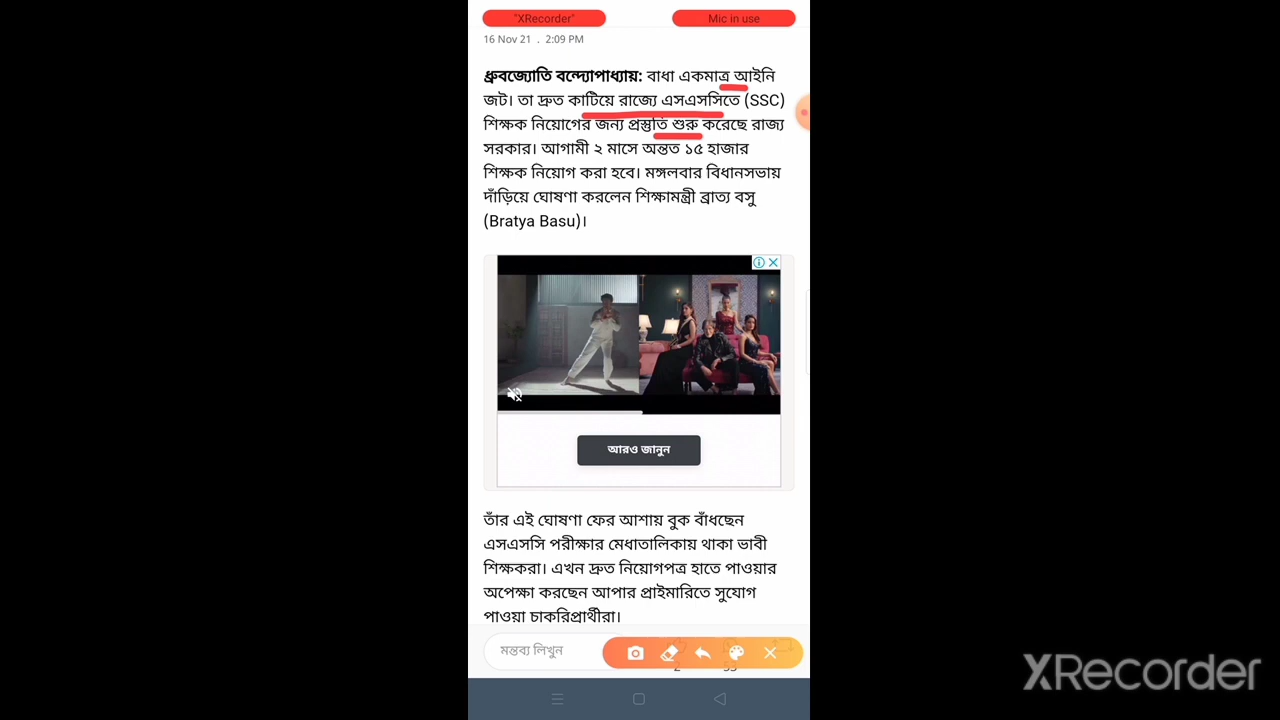 "XRecorder"
Mic in use
16 Nov 21 . 2:09 PM
ধ্রুবজ্যোতি বন্দ্যোপাধ্যায়: বাধা একমাত্র আইনি
জট। তা দ্রুত কাটিয়ে রাজ্যে এসএসসিতে (SSC)
শিক্ষক নিয়োগের জন্য প্রস্তুতি শুরু করেছে রাজ্য
সরকার। আগামী ২ মাসে অন্তত ১৫ হাজার
শিক্ষক নিয়োগ করা হবে। মঙ্গলবার বিধানসভায়
দাঁড়িয়ে ঘোষণা করলেন শিক্ষামন্ত্রী ব্রাত্য বসু
(Bratya Basu)।
আরও জানুন
তাঁর এই ঘোষণা ফের আশায় বুক বাঁধছেন
এসএসসি পরীক্ষার মেধাতালিকায় থাকা ভাবী
শিক্ষকরা। এখন দ্রুত নিয়োগপত্র হাতে পাওয়ার
অপেক্ষা করছেন আপার প্রাইমারিতে সুযোগ
পাওয়া চাকরিপ্রার্থীরা।
মন্তব্য লিখুন
XRecorder